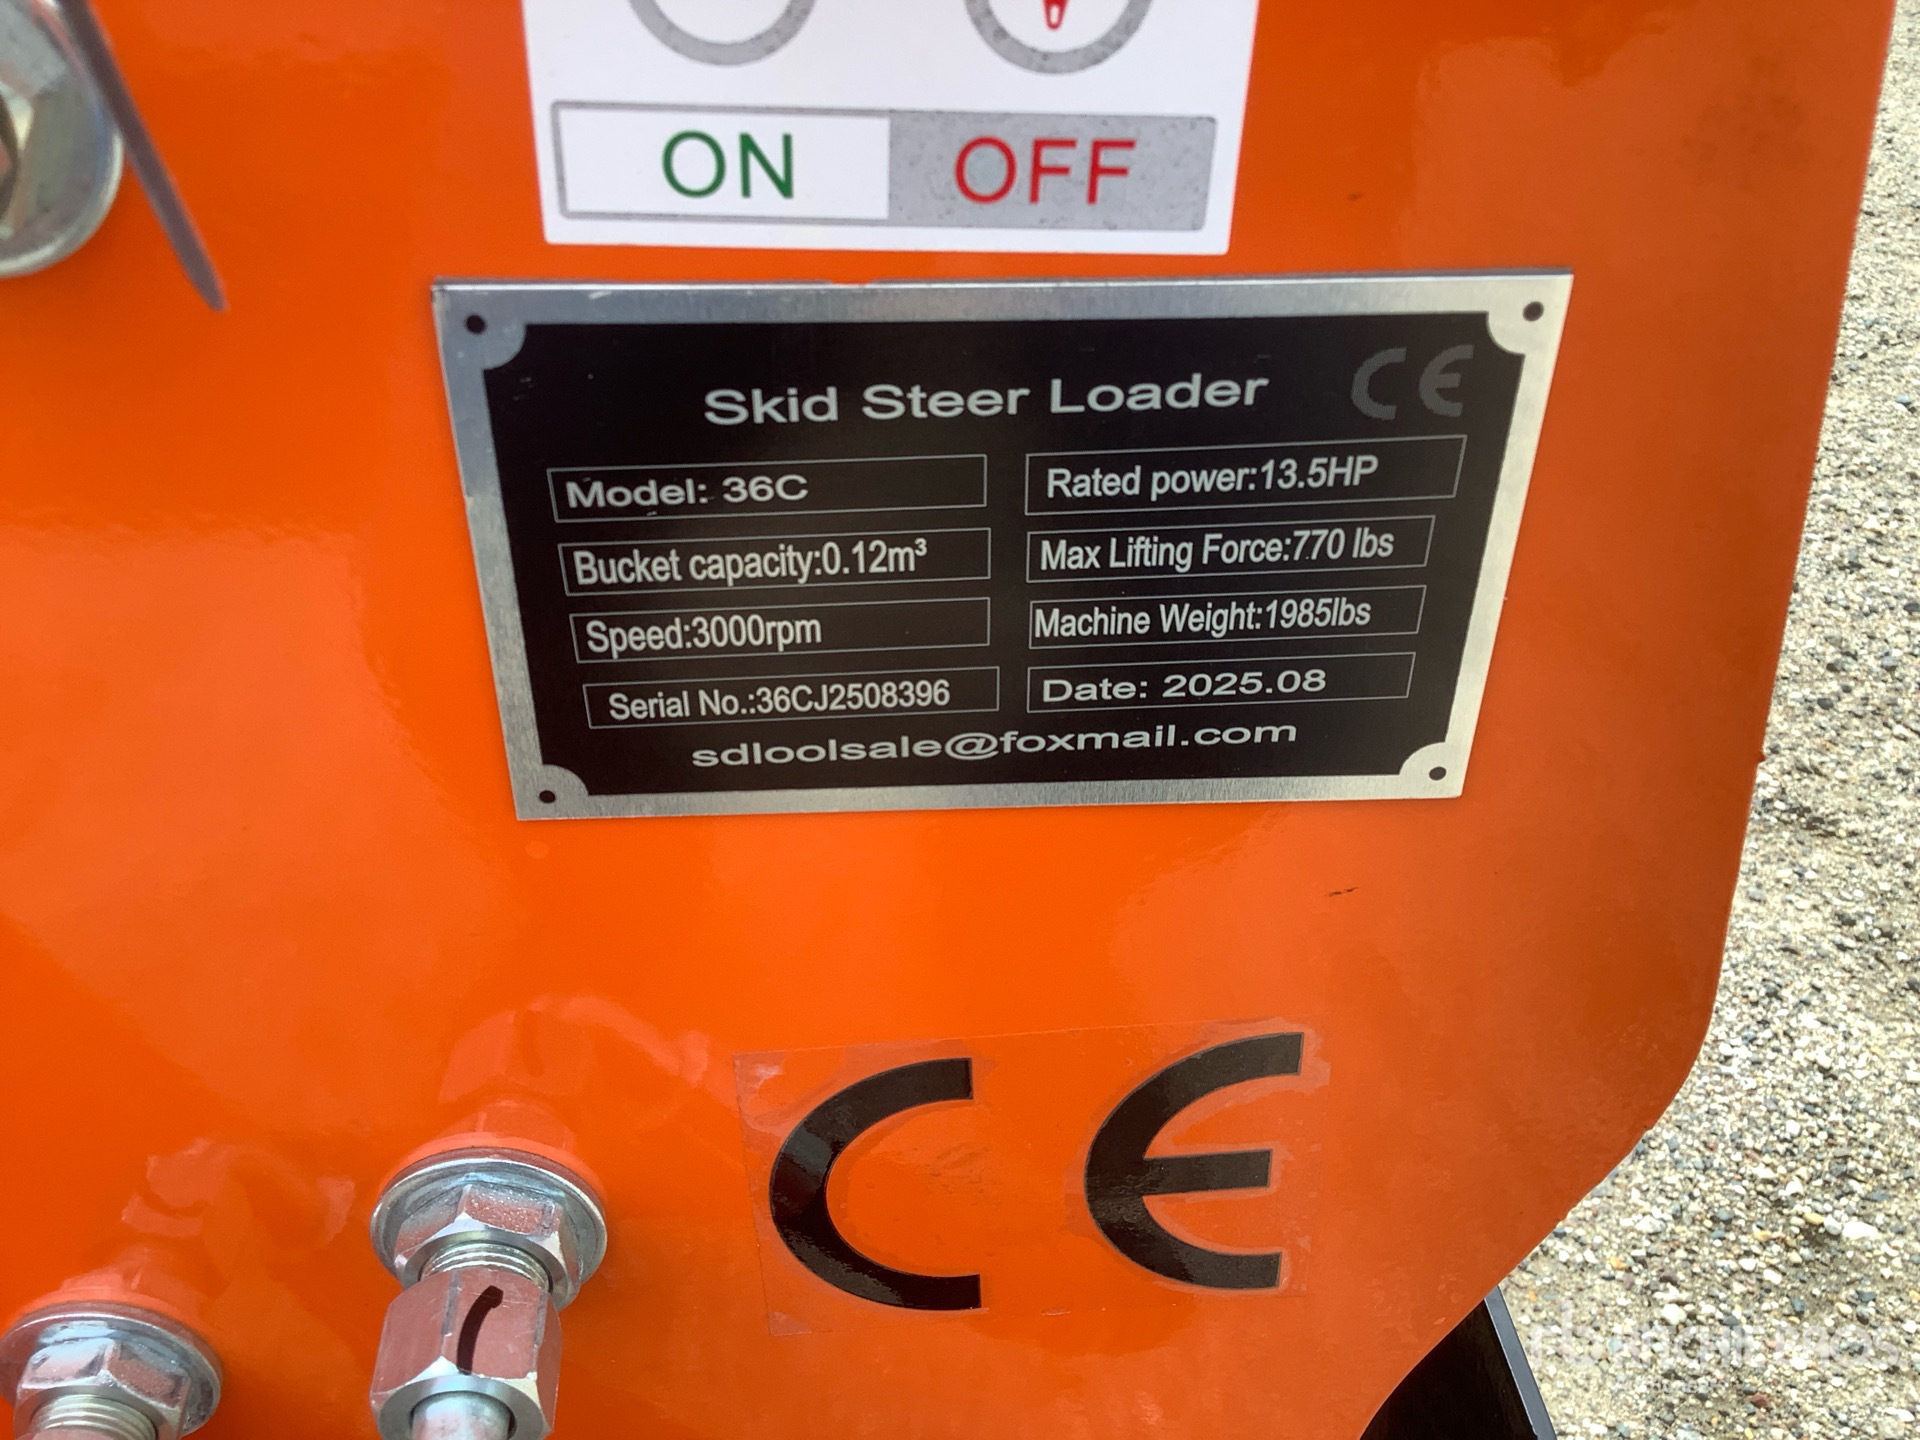 ON OFF
Skid Steer Loader CE
Model: 36C Rated power:13.5HP
Bucket capacity:0.12m³ Max Lifting Force:770 lbs
Speed:3000rpm Machine Weight:1985lbs
Serial No.:36CJ2508396 Date: 2025.08
sdloolsale@foxmail.com
CE